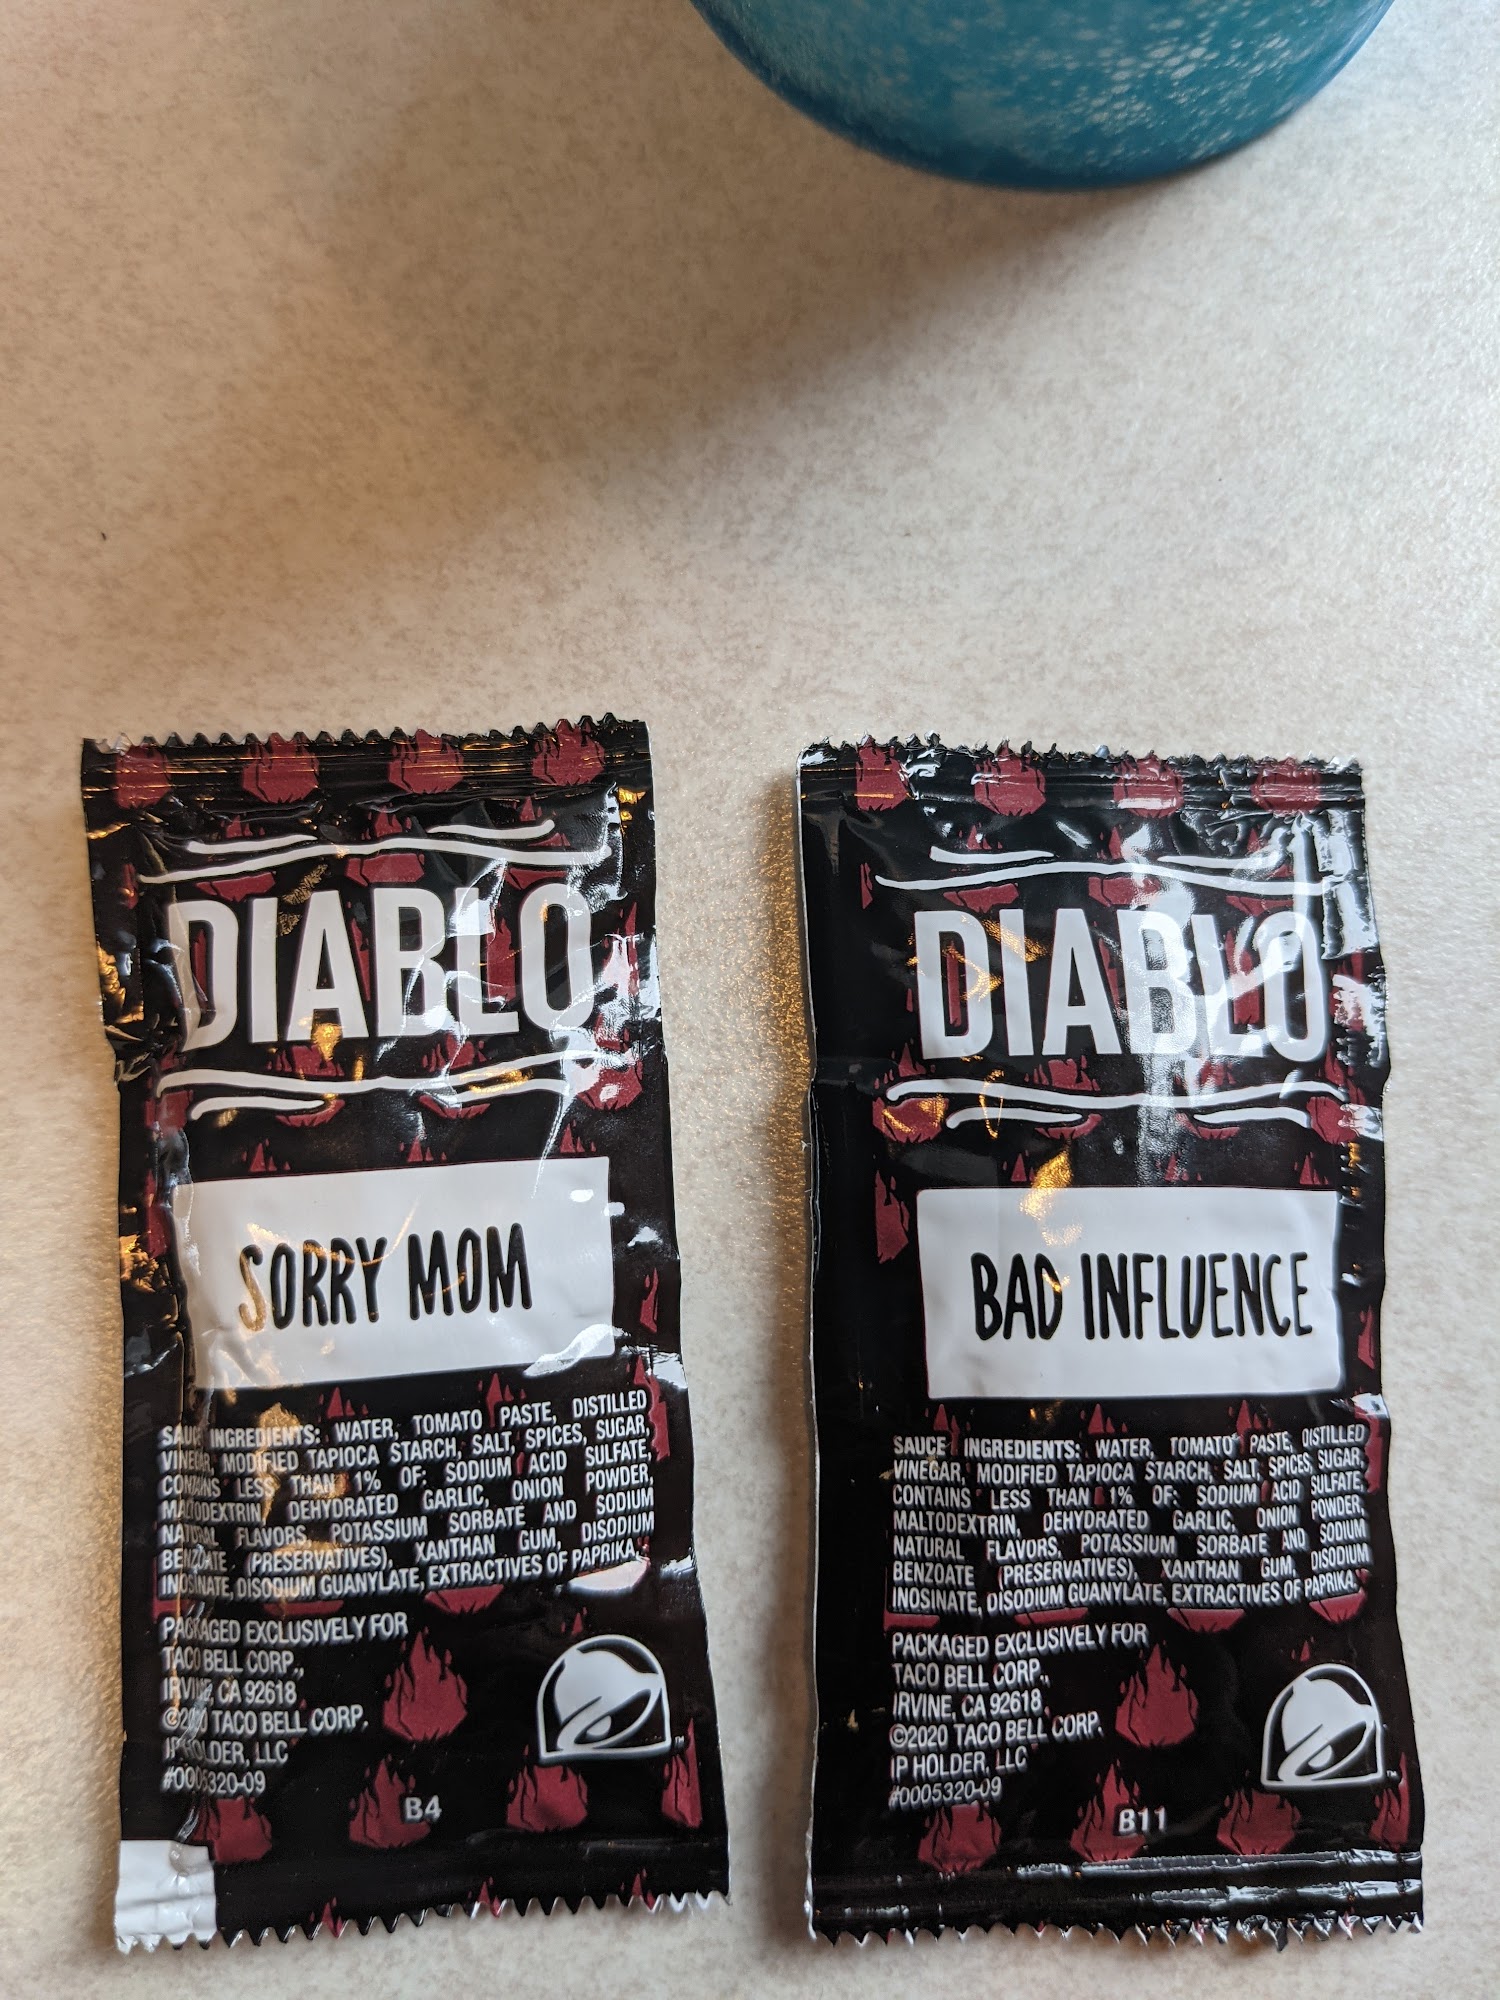 DIABLO
SORRY MOM
SAUCE INGREDIENTS: WATER, TOMATO PASTE, DISTILLED
VINEGAR, MODIFIED TAPIOCA STARCH, SALT, SPICES, SUGAR,
CONTAINS LESS THAN 1% OF: SODIUM ACID SULFATE,
MALTODEXTRIN, DEHYDRATED GARLIC, ONION POWDER,
NATURAL FLAVORS, POTASSIUM SORBATE AND SODIUM
BENZOATE (PRESERVATIVES), XANTHAN GUM, DISODIUM
INOSINATE, DISODIUM GUANYLATE, EXTRACTIVES OF PAPRIKA.
PACKAGED EXCLUSIVELY FOR
TACO BELL CORP.,
IRVINE, CA 92618
©2020 TACO BELL CORP.
IP HOLDER, LLC
#0005320-09
B4
DIABLO
BAD INFLUENCE
SAUCE INGREDIENTS: WATER, TOMATO PASTE, DISTILLED
VINEGAR, MODIFIED TAPIOCA STARCH, SALT, SPICES, SUGAR,
CONTAINS LESS THAN 1% OF: SODIUM ACID SULFATE,
MALTODEXTRIN, DEHYDRATED GARLIC, ONION POWDER,
NATURAL FLAVORS, POTASSIUM SORBATE AND SODIUM
BENZOATE (PRESERVATIVES), XANTHAN GUM, DISODIUM
INOSINATE, DISODIUM GUANYLATE, EXTRACTIVES OF PAPRIKA.
PACKAGED EXCLUSIVELY FOR
TACO BELL CORP.,
IRVINE, CA 92618
©2020 TACO BELL CORP.
IP HOLDER, LLC
#0005320-09
B11